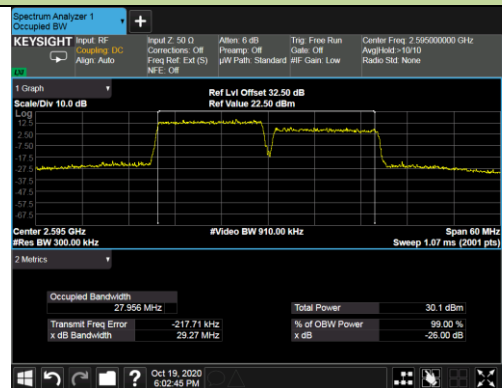 Spectrum Analyzer 1
Occupied BW
KEYSIGHT Input: RF Input Z: 50 Ω Atten: 6 dB Trig: Free Run Center Freq: 2.595000000 GHz
Coupling: DC Corrections: Off Preamp: Off Gate: Off Avg|Hold:>10/10
Align: Auto Freq Ref: Ext (S) µW Path: Standard #IF Gain: Low Radio Std: None
NFE: Off
1 Graph
Ref Lvl Offset 32.50 dB
Scale/Div 10.0 dB Ref Value 22.50 dBm
Log
12.5
2.50
-7.50
-17.5
-27.5
-37.5
-47.5
-57.5
-67.5
Center 2.595 GHz #Video BW 910.00 kHz Span 60 MHz
#Res BW 300.00 kHz Sweep 1.07 ms (2001 pts)
2 Metrics
Occupied Bandwidth
27.956 MHz Total Power 30.1 dBm
Transmit Freq Error -217.71 kHz % of OBW Power 99.00 %
x dB Bandwidth 29.27 MHz x dB -26.00 dB
Oct 19, 2020
6:02:45 PM